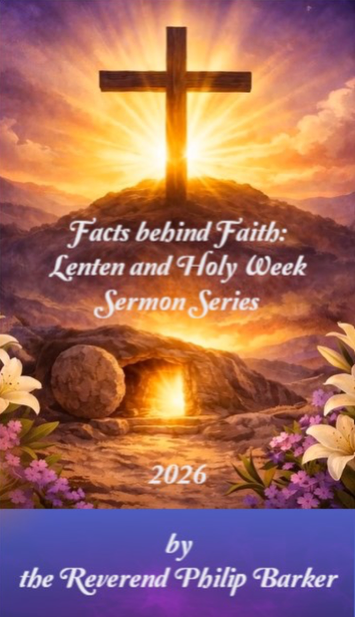 Facts behind Faith:
Lenten and Holy Week
Sermon Series
2026
by
the Reverend Philip Barker